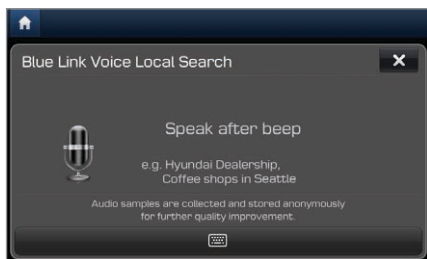 Blue Link Voice Local Search
Speak after beep
e.g. Hyundai Dealership,
Coffee shops in Seattle
Audio samples are collected and stored anonymously
for further quality improvement.